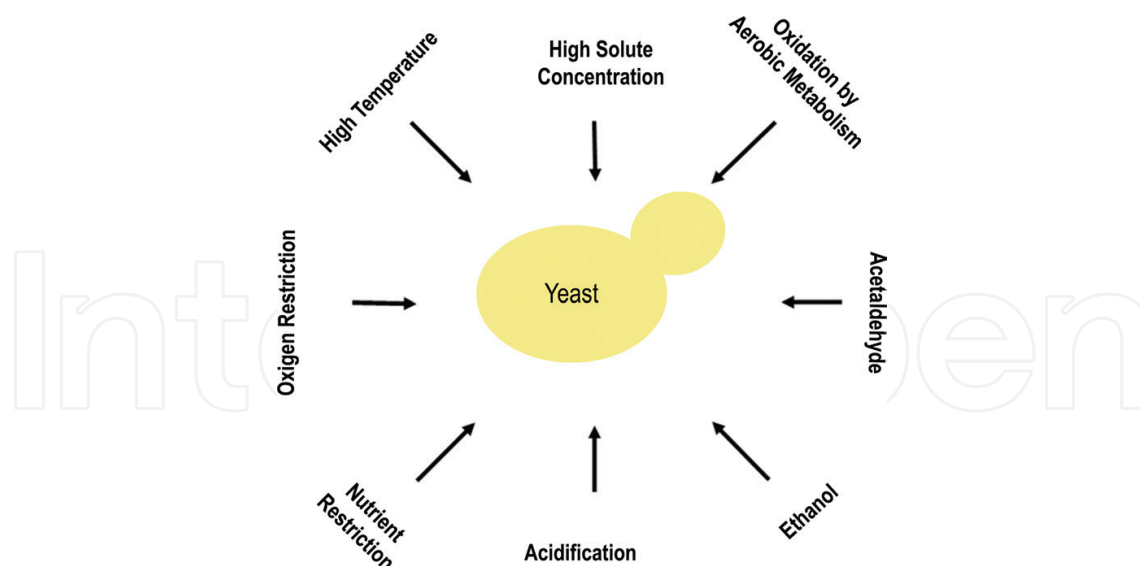 High Temperature
High Solute
Concentration
Oxidation by
Aerobic Metabolism
Oxigen Restriction
Yeast
Acetaldehyde
Nutrient
Restriction
Acidification
Ethanol